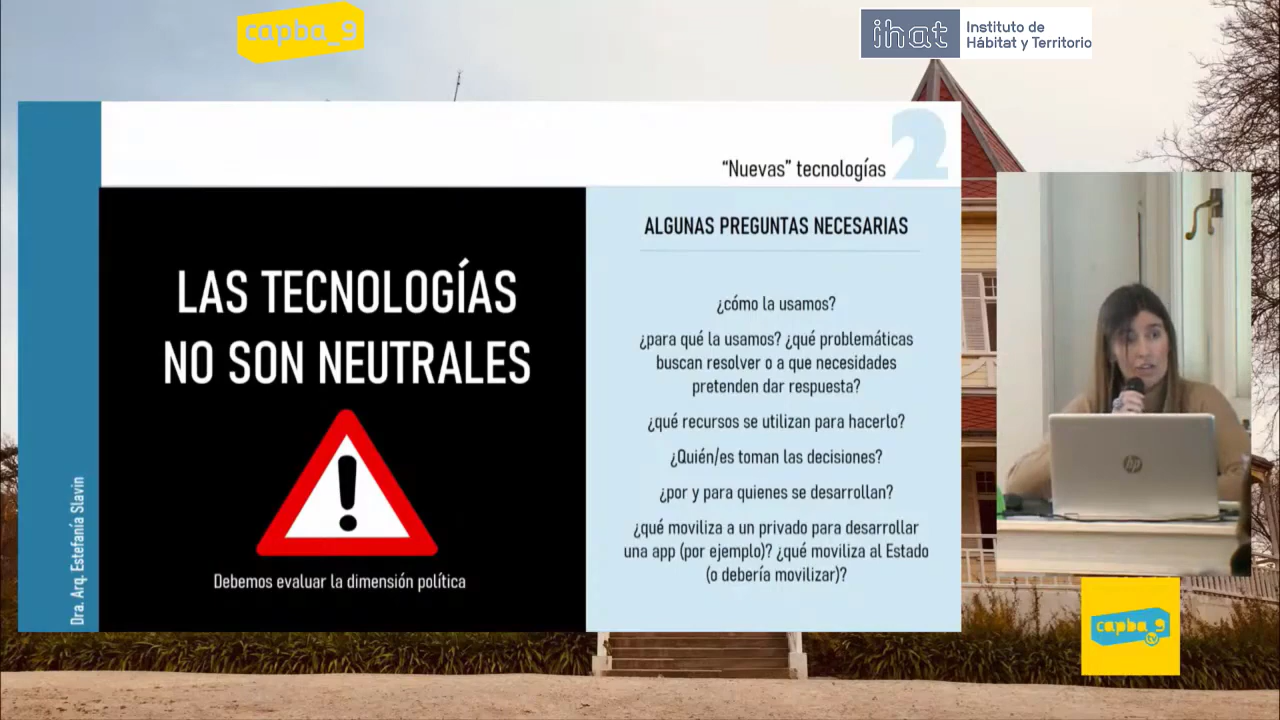 capba_9
ihat
Instituto de
Hábitat y Territorio
"Nuevas" tecnologías
2
LAS TECNOLOGÍAS
NO SON NEUTRALES
Debemos evaluar la dimensión política
Dra. Arq. Estefanía Slavin
ALGUNAS PREGUNTAS NECESARIAS
¿cómo la usamos?
¿para qué la usamos? ¿qué problemáticas
buscan resolver o a que necesidades
pretenden dar respuesta?
¿qué recursos se utilizan para hacerlo?
¿Quién/es toman las decisiones?
¿por y para quienes se desarrollan?
¿qué moviliza a un privado para desarrollar
una app (por ejemplo)? ¿qué moviliza al Estado
(o debería movilizar)?
hp
capba_9
tv